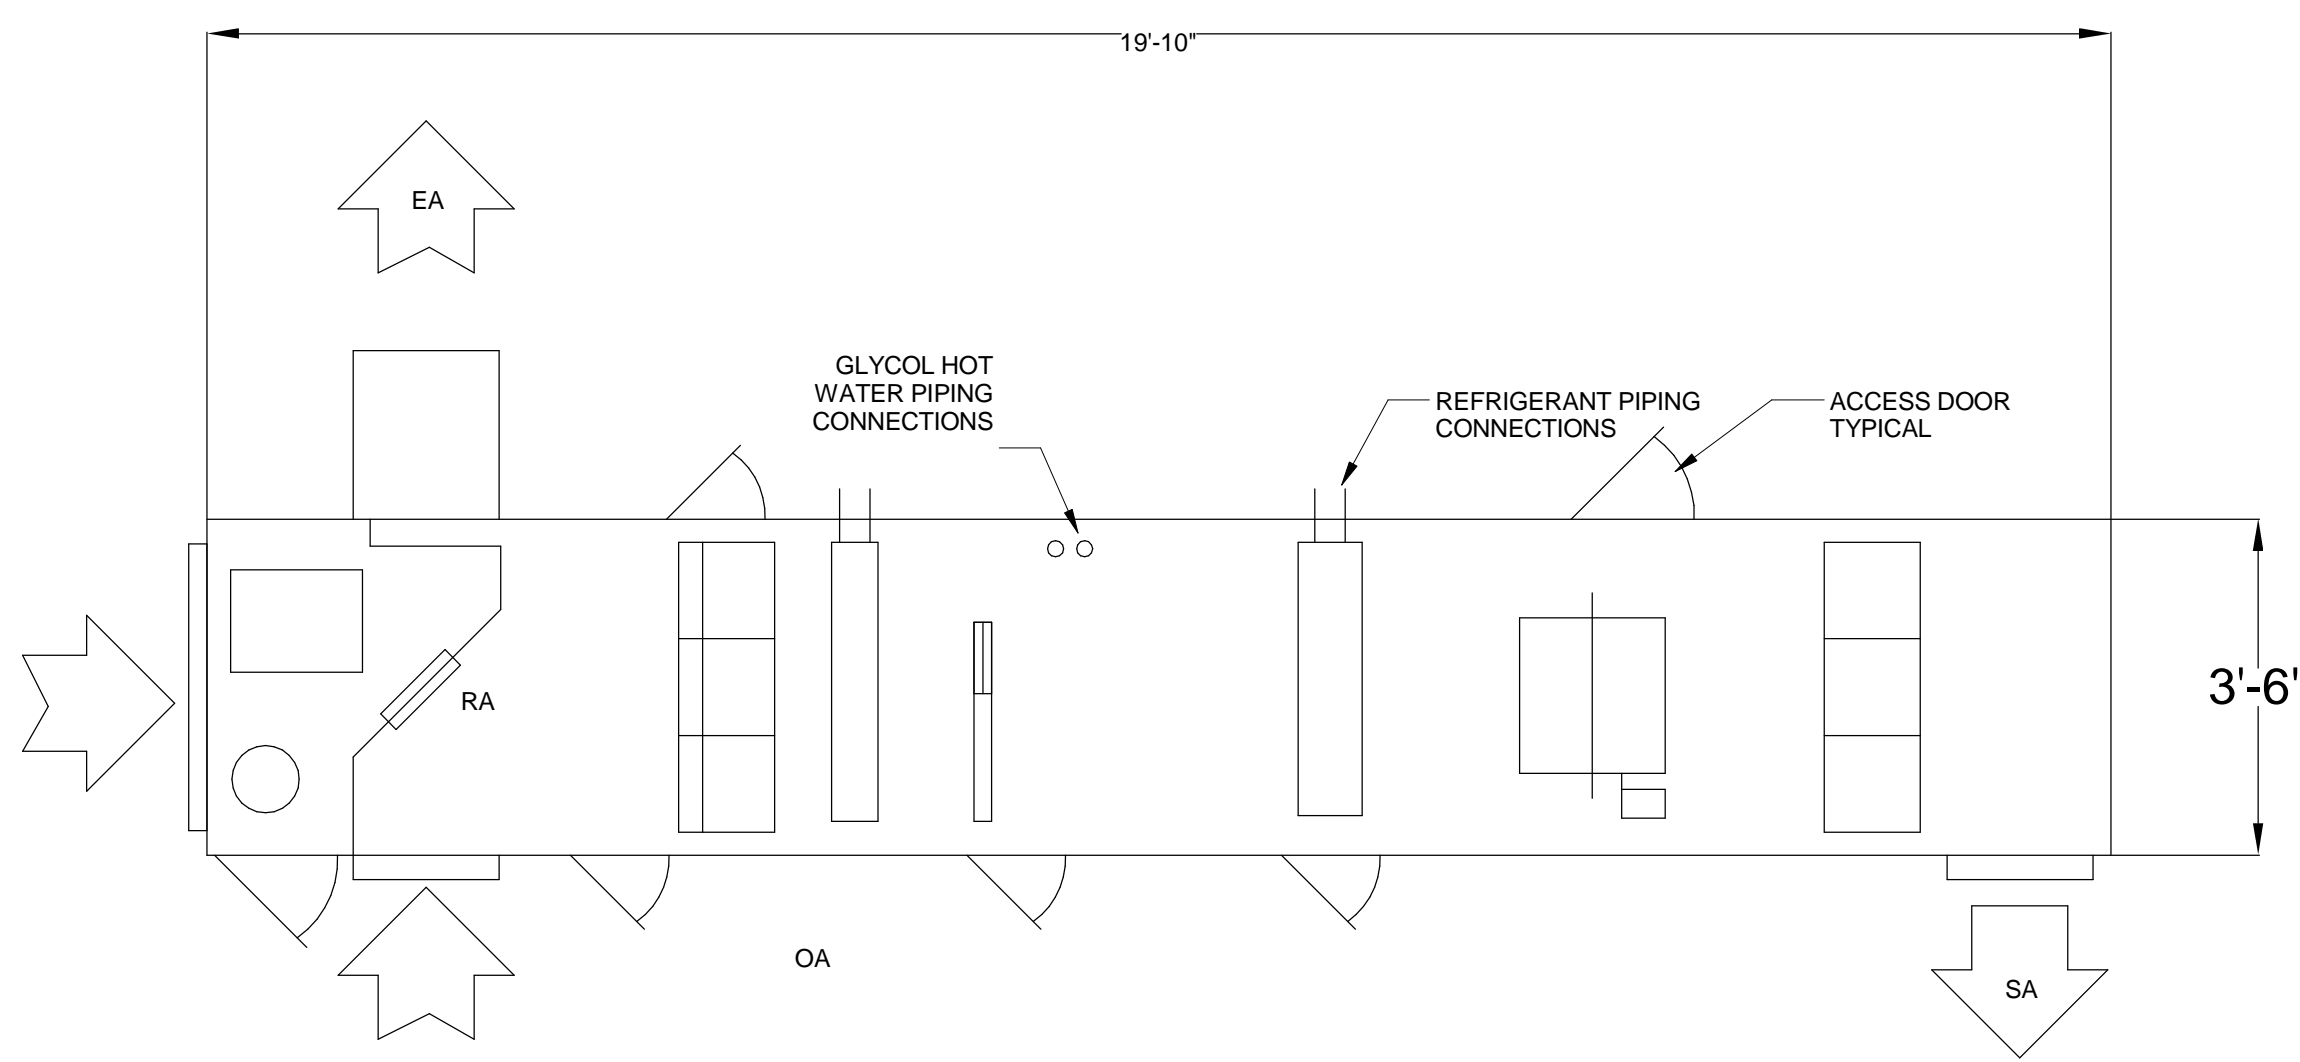 19'-10"
EA
GLYCOL HOT
WATER PIPING
CONNECTIONS
REFRIGERANT PIPING
CONNECTIONS
ACCESS DOOR
TYPICAL
3'-6'
RA
OA
SA